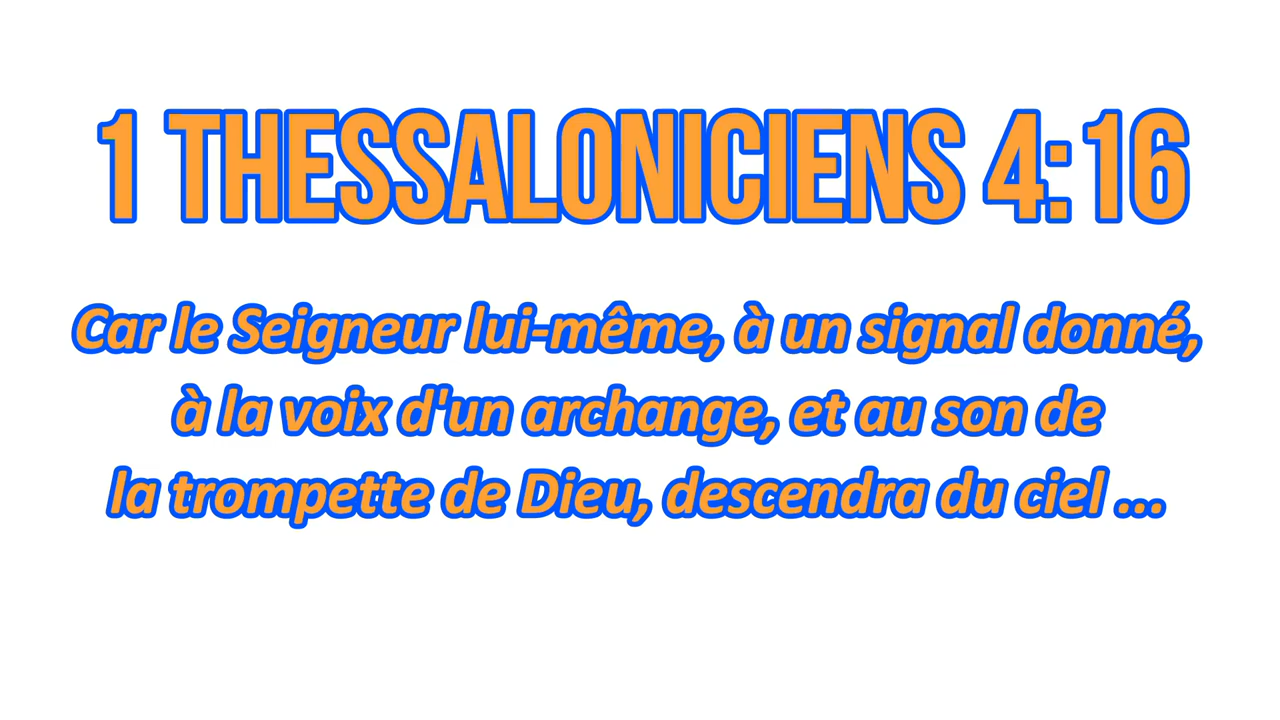 1 THESSALONICIENS 4:16
Car le Seigneur lui-même, à un signal donné,
à la voix d'un archange, et au son de
la trompette de Dieu, descendra du ciel ...